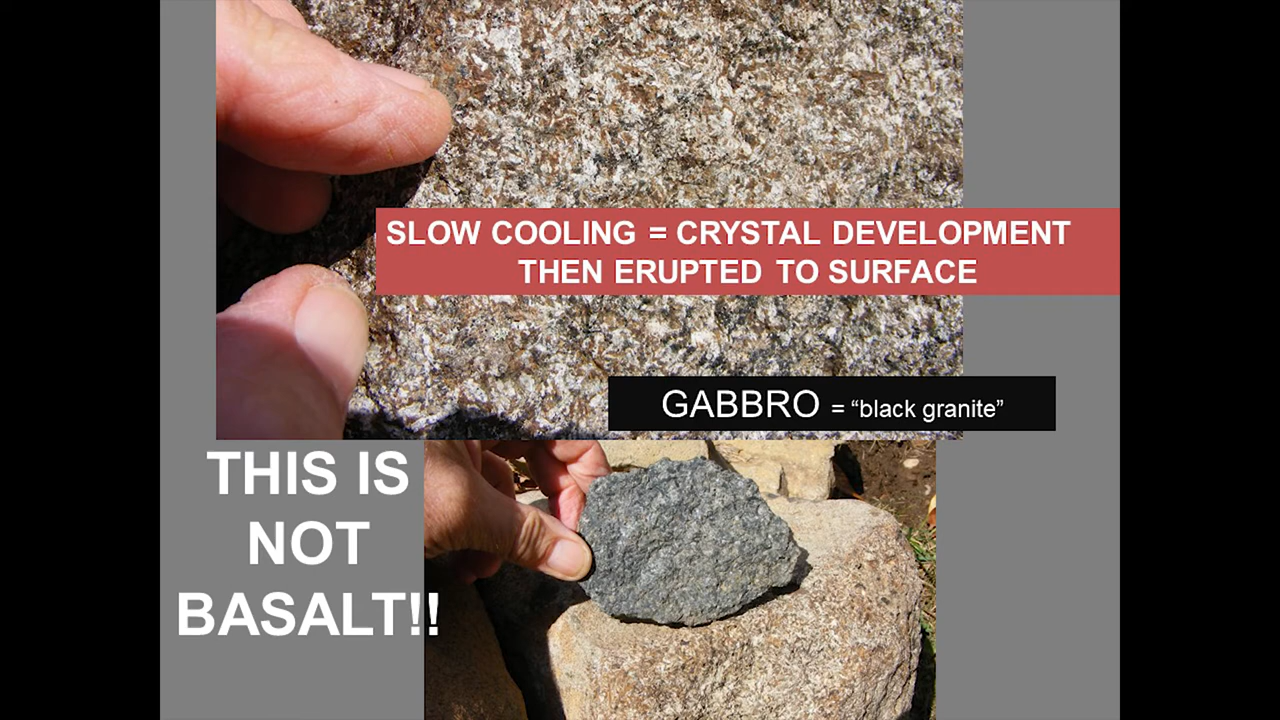 SLOW COOLING = CRYSTAL DEVELOPMENT
THEN ERUPTED TO SURFACE
GABBRO = “black granite”
THIS IS
NOT
BASALT!!